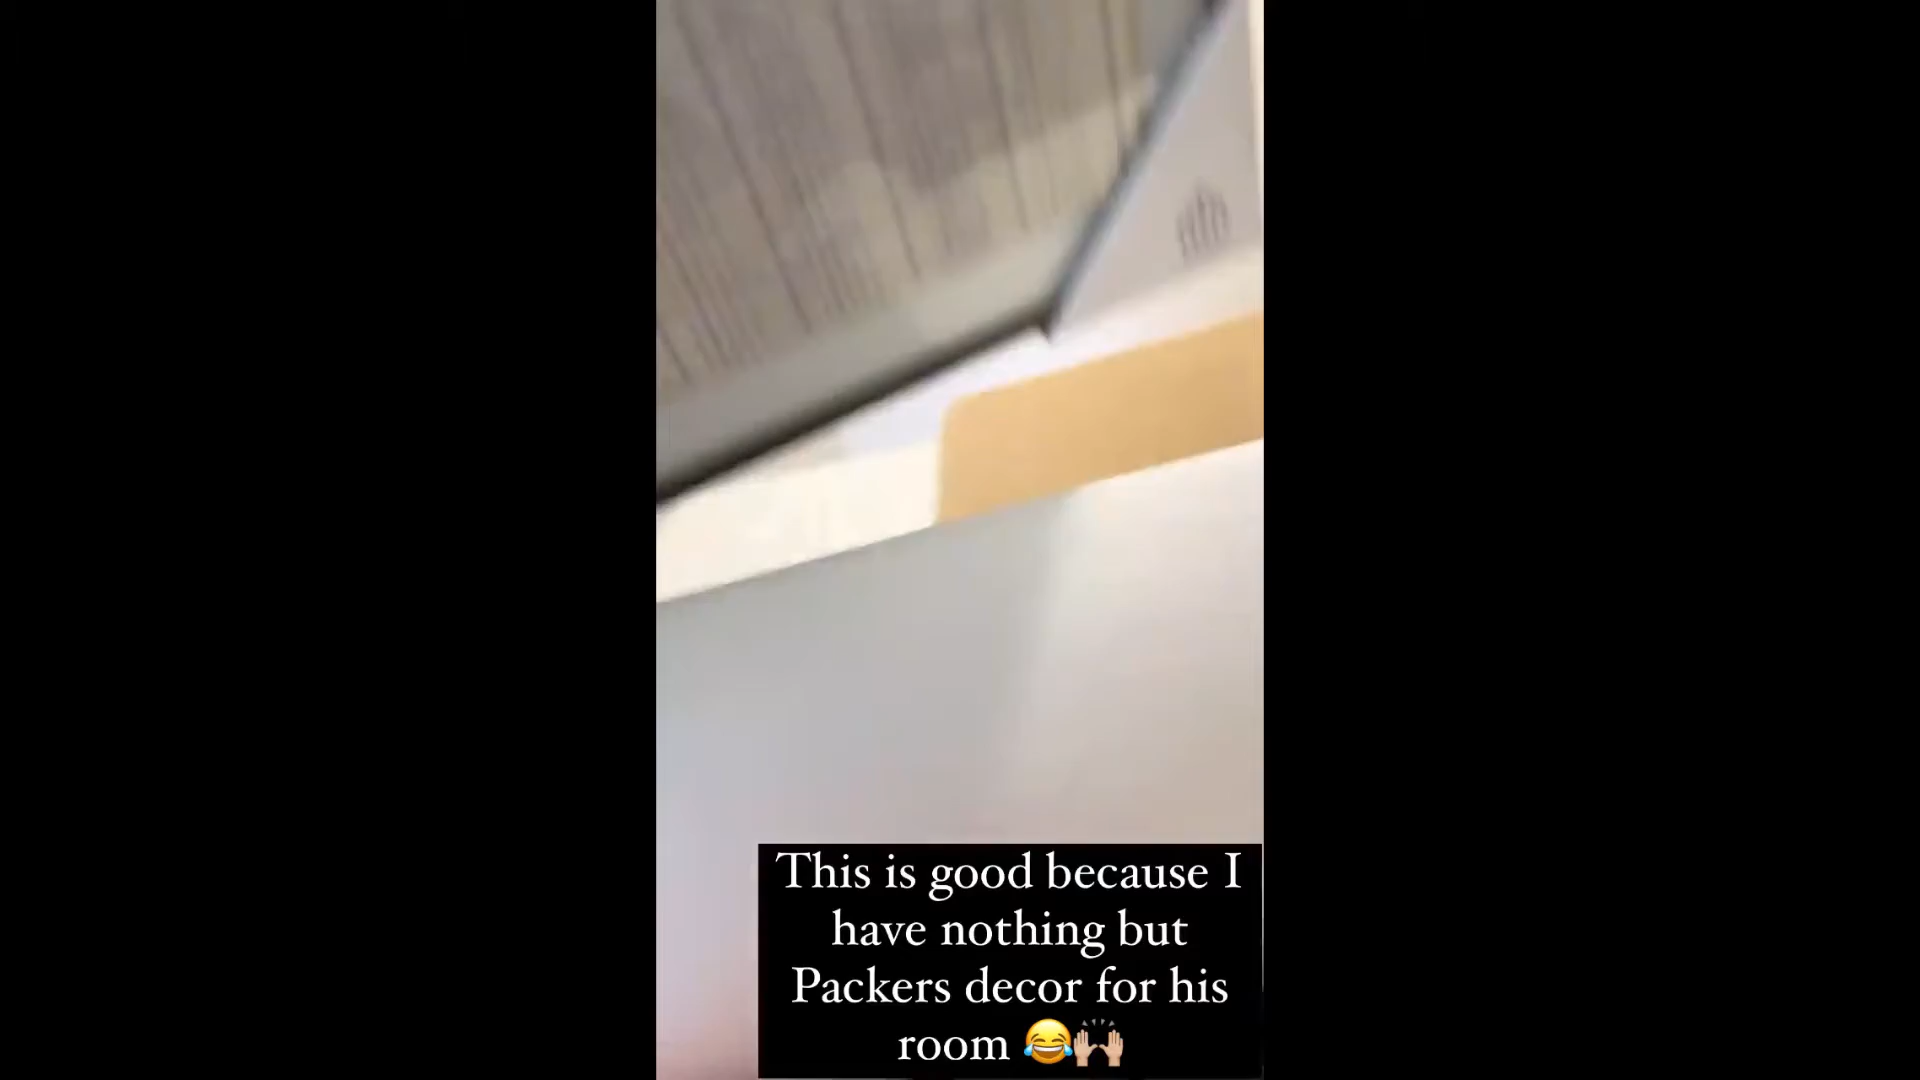 This is good because I
have nothing but
Packers decor for his
room 😂🙌🏼